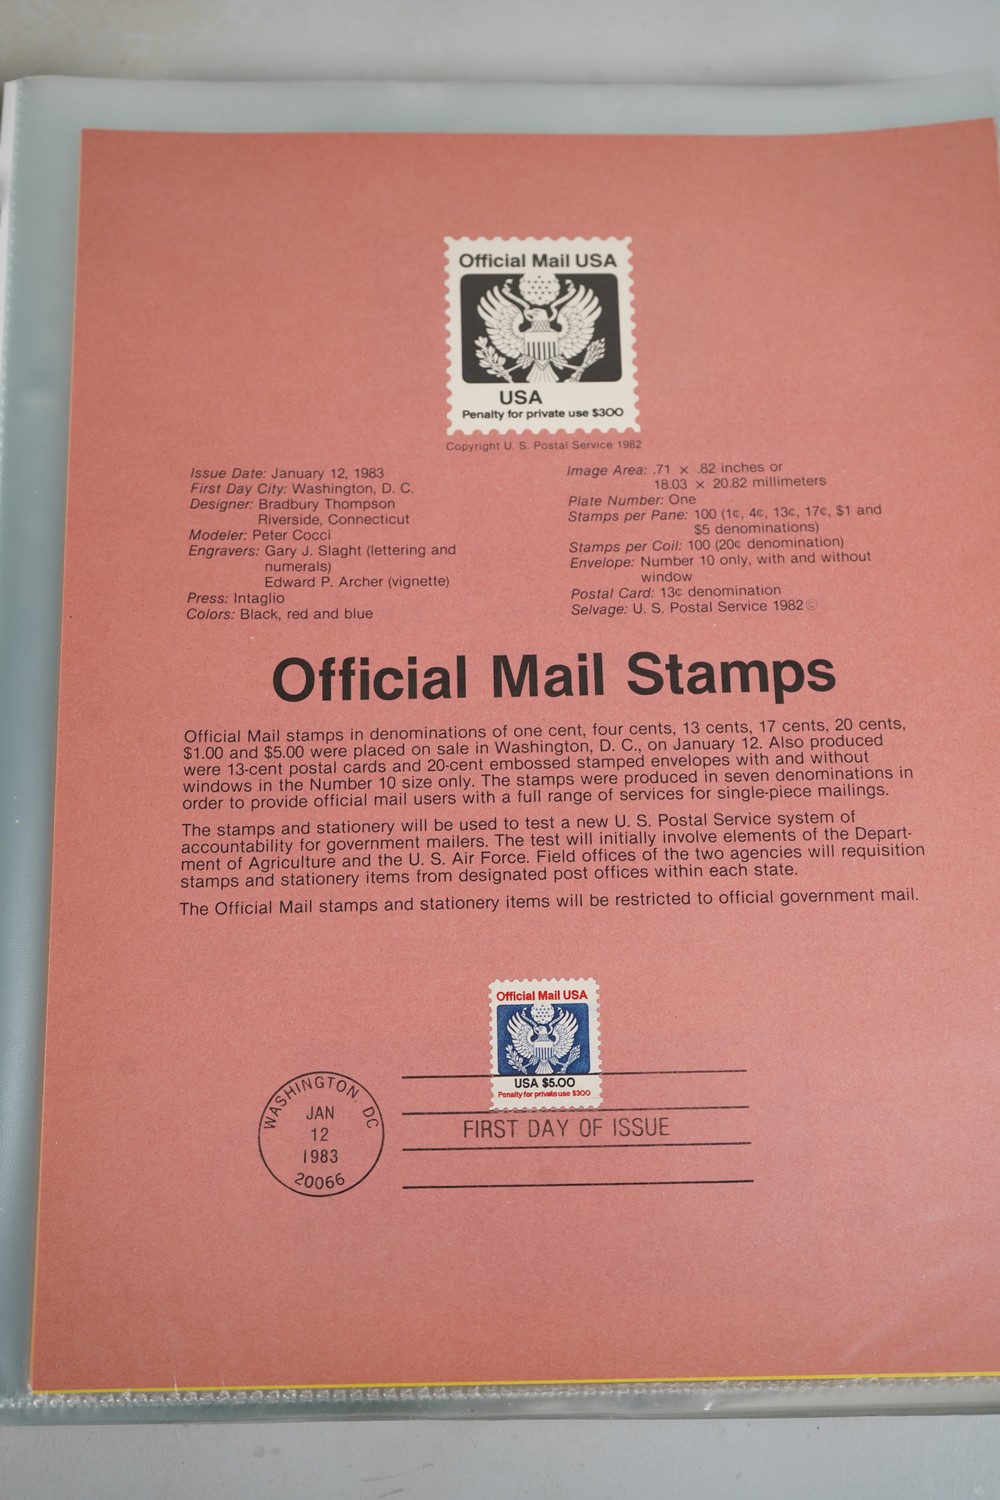 Official Mail USA
USA
Penalty for private use $300
Copyright U. S. Postal Service 1982
Issue Date: January 12, 1983
First Day City: Washington, D. C.
Designer: Bradbury Thompson
Riverside, Connecticut
Modeler: Peter Cocci
Engravers: Gary J. Slaght (lettering and
numerals)
Edward P. Archer (vignette)
Press: Intaglio
Colors: Black, red and blue
Image Area: .71 × .82 inches or
18.03 × 20.82 millimeters
Plate Number: One
Stamps per Pane: 100 (1¢, 4¢, 13¢, 17¢, $1 and
$5 denominations)
Stamps per Coil: 100 (20¢ denomination)
Envelope: Number 10 only, with and without
window
Postal Card: 13¢ denomination
Selvage: U. S. Postal Service 1982©
Official Mail Stamps
Official Mail stamps in denominations of one cent, four cents, 13 cents, 17 cents, 20 cents,
$1.00 and $5.00 were placed on sale in Washington, D. C., on January 12. Also produced
were 13-cent postal cards and 20-cent embossed stamped envelopes with and without
windows in the Number 10 size only. The stamps were produced in seven denominations in
order to provide official mail users with a full range of services for single-piece mailings.
The stamps and stationery will be used to test a new U. S. Postal Service system of
accountability for government mailers. The test will initially involve elements of the Depart-
ment of Agriculture and the U. S. Air Force. Field offices of the two agencies will requisition
stamps and stationery items from designated post offices within each state.
The Official Mail stamps and stationery items will be restricted to official government mail.
Official Mail USA
USA $5.00
Penalty for private use $300
WASHINGTON DC
JAN
12
1983
20066
FIRST DAY OF ISSUE